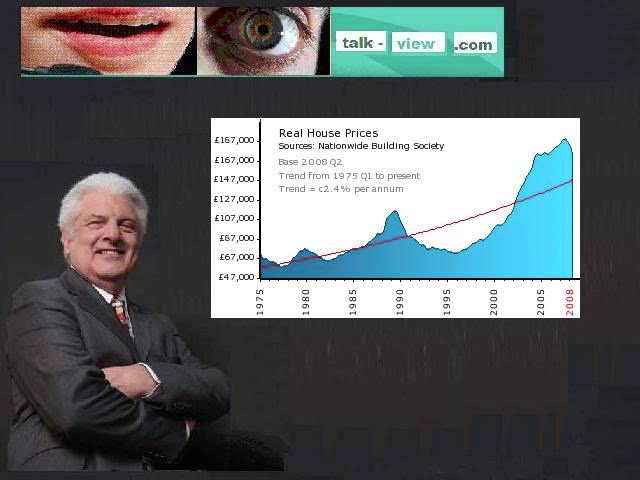 talk - view .com
Real House Prices
Sources: Nationwide Building Society
Base 2008 Q2
Trend from 1975 Q1 to present
Trend = c2.4% per annum
£187,000
£167,000
£147,000
£127,000
£107,000
£87,000
£67,000
£47,000
1975 1980 1985 1990 1995 2000 2005 2008